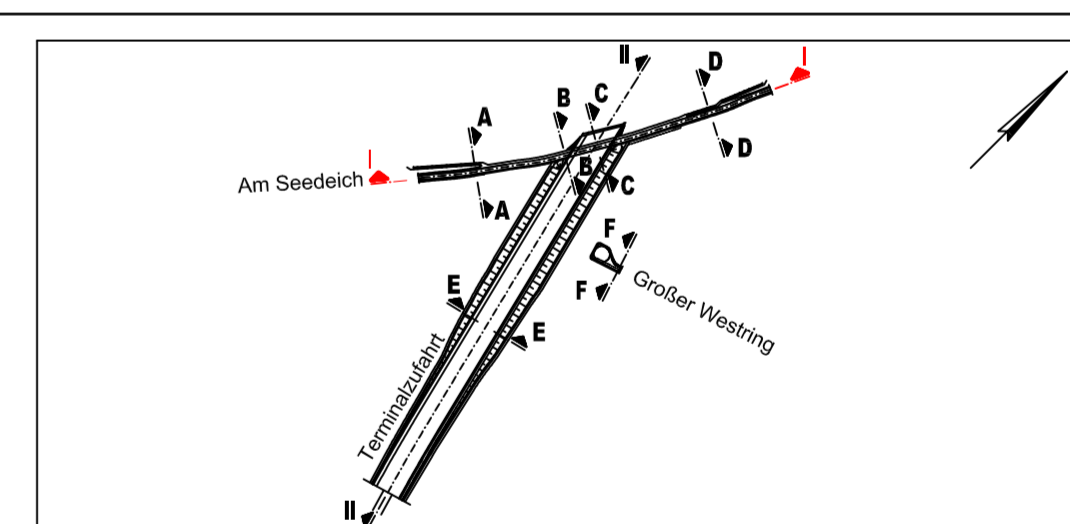 I
II
D
C
B
A
D
I
B
C
Am Seedeich
A
F
F
Großer Westring
E
E
Terminalzufahrt
II